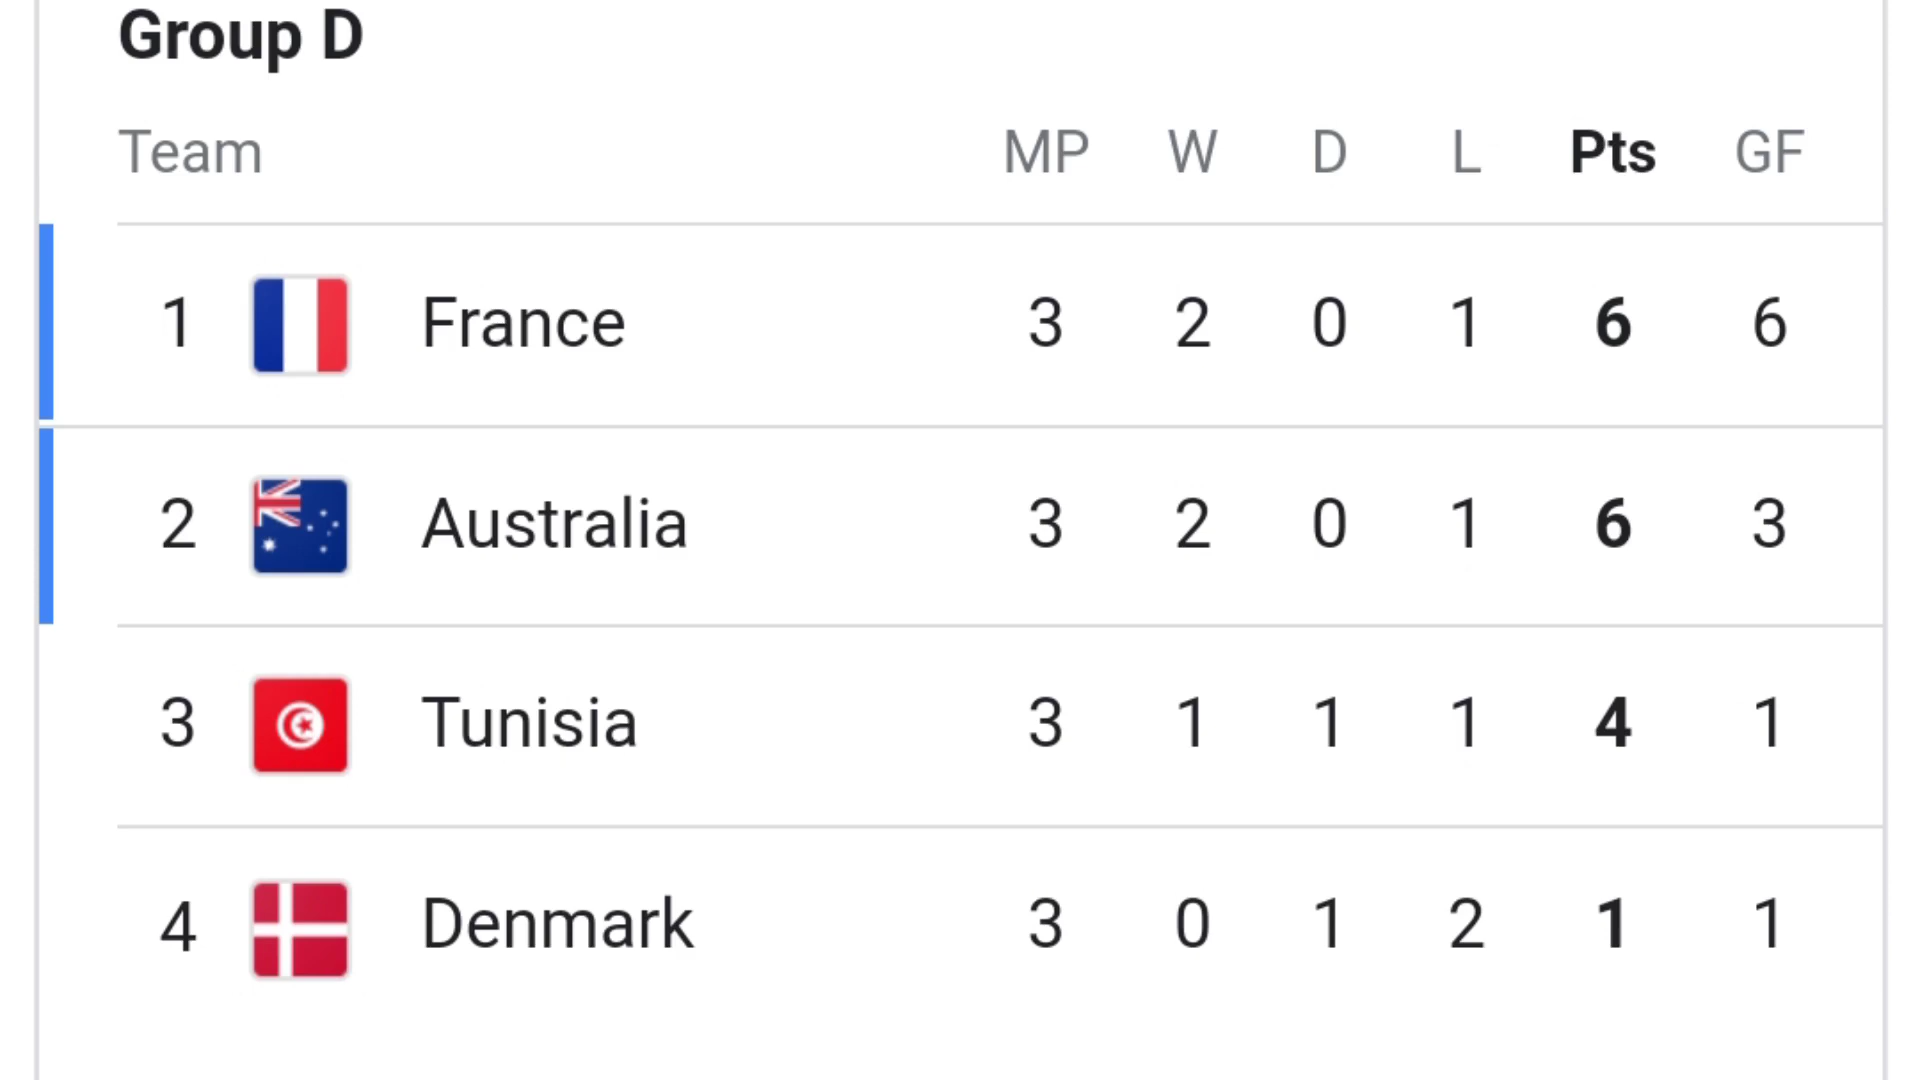 Group D
Team MP W D L Pts GF
1 France 3 2 0 1 6 6
2 Australia 3 2 0 1 6 3
3 Tunisia 3 1 1 1 4 1
4 Denmark 3 0 1 2 1 1